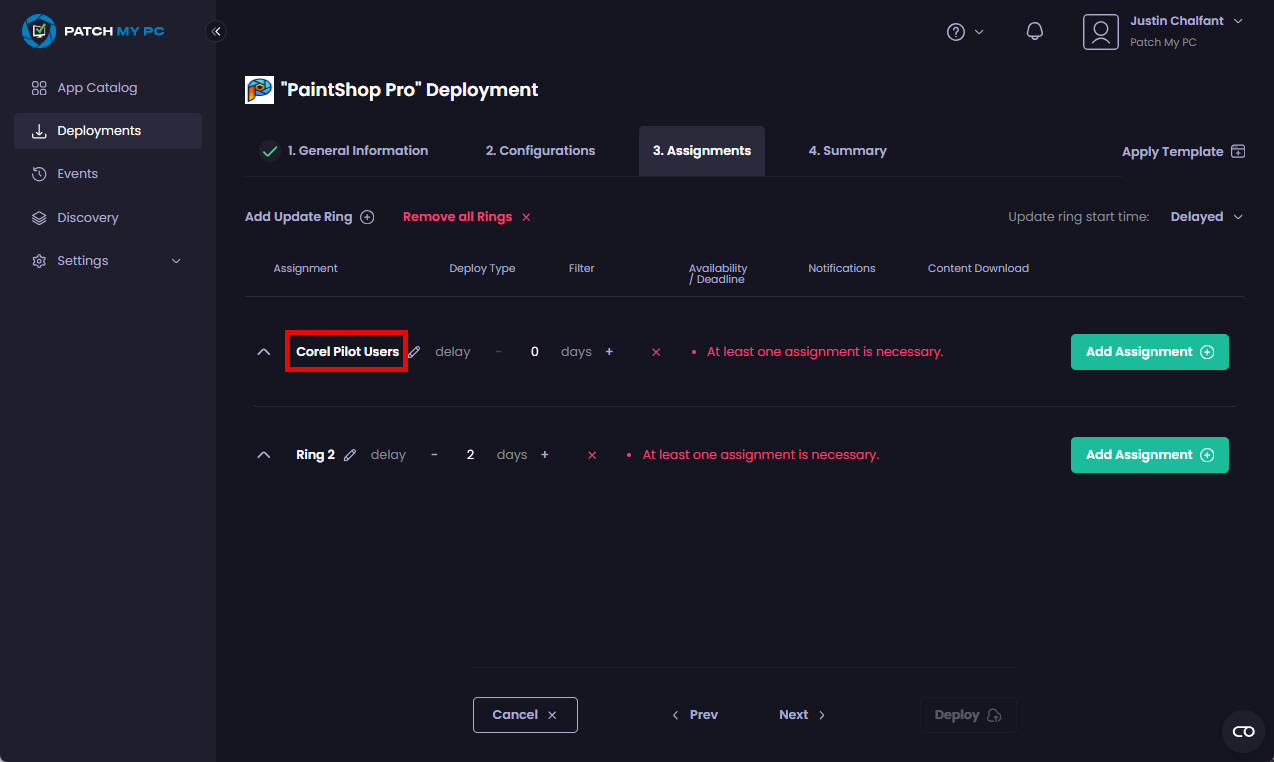 PATCH MY PC
Justin Chalfant
Patch My PC
App Catalog
Deployments
Events
Discovery
Settings
"PaintShop Pro" Deployment
1. General Information 2. Configurations 3. Assignments 4. Summary Apply Template
Add Update Ring Remove all Rings × Update ring start time: Delayed
Assignment Deploy Type Filter Availability / Deadline Notifications Content Download
Corel Pilot Users delay - 0 days + × • At least one assignment is necessary. Add Assignment
Ring 2 delay - 2 days + × • At least one assignment is necessary. Add Assignment
Cancel × < Prev Next > Deploy